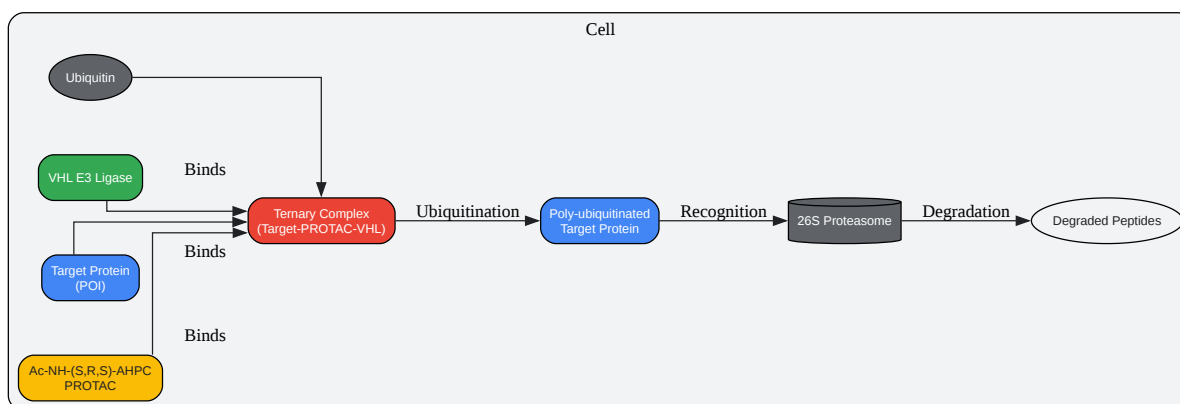 Cell
Ubiquitin
VHL E3 Ligase
Binds
Ternary Complex
(Target-PROTAC-VHL)
Ubiquitination
Poly-ubiquitinated
Target Protein
Recognition
26S Proteasome
Degradation
Degraded Peptides
Binds
Target Protein
(POI)
Binds
Ac-NH-(S,R,S)-AHPC
PROTAC